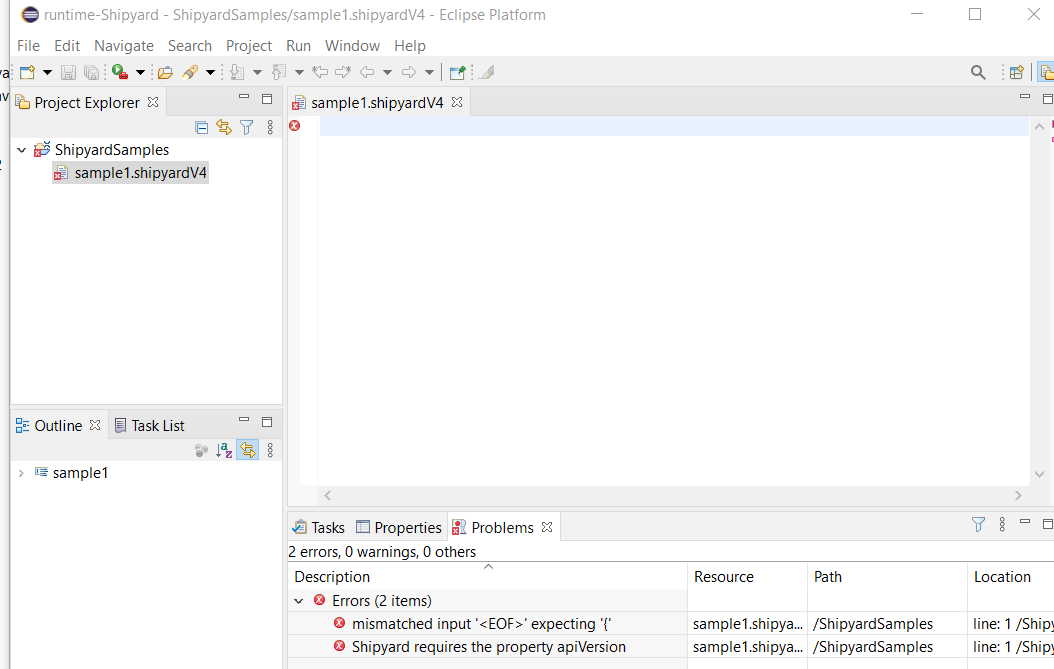 runtime-Shipyard - ShipyardSamples/sample1.shipyardV4 - Eclipse Platform
File Edit Navigate Search Project Run Window Help
Project Explorer
sample1.shipyardV4
ShipyardSamples
sample1.shipyardV4
Outline Task List
sample1
Tasks Properties Problems
2 errors, 0 warnings, 0 others
Description Resource Path Location
Errors (2 items)
mismatched input '<EOF>' expecting '{' sample1.shipya... /ShipyardSamples line: 1 /Shipy
Shipyard requires the property apiVersion sample1.shipya... /ShipyardSamples line: 1 /Shipy